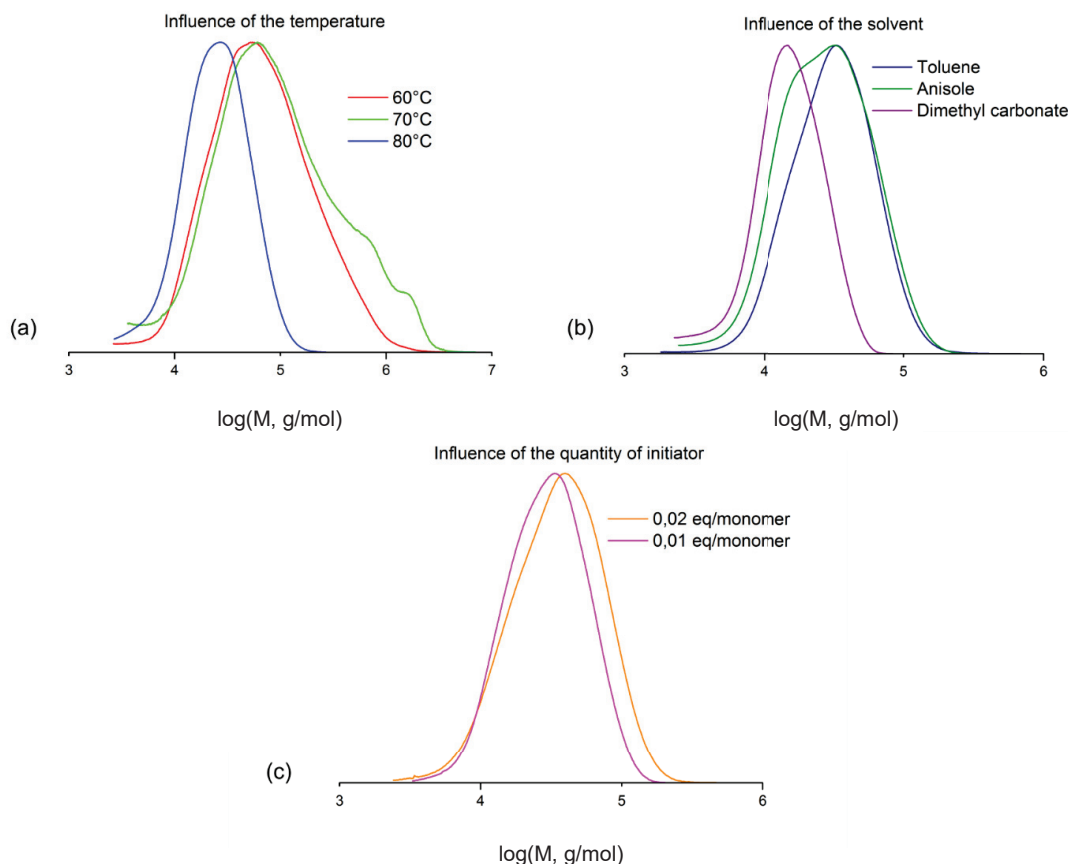 Influence of the temperature
60°C
70°C
80°C
(a)
3 4 5 6 7
log(M, g/mol)
Influence of the solvent
Toluene
Anisole
Dimethyl carbonate
(b)
3 4 5 6
log(M, g/mol)
Influence of the quantity of initiator
0,02 eq/monomer
0,01 eq/monomer
(c)
3 4 5 6
log(M, g/mol)